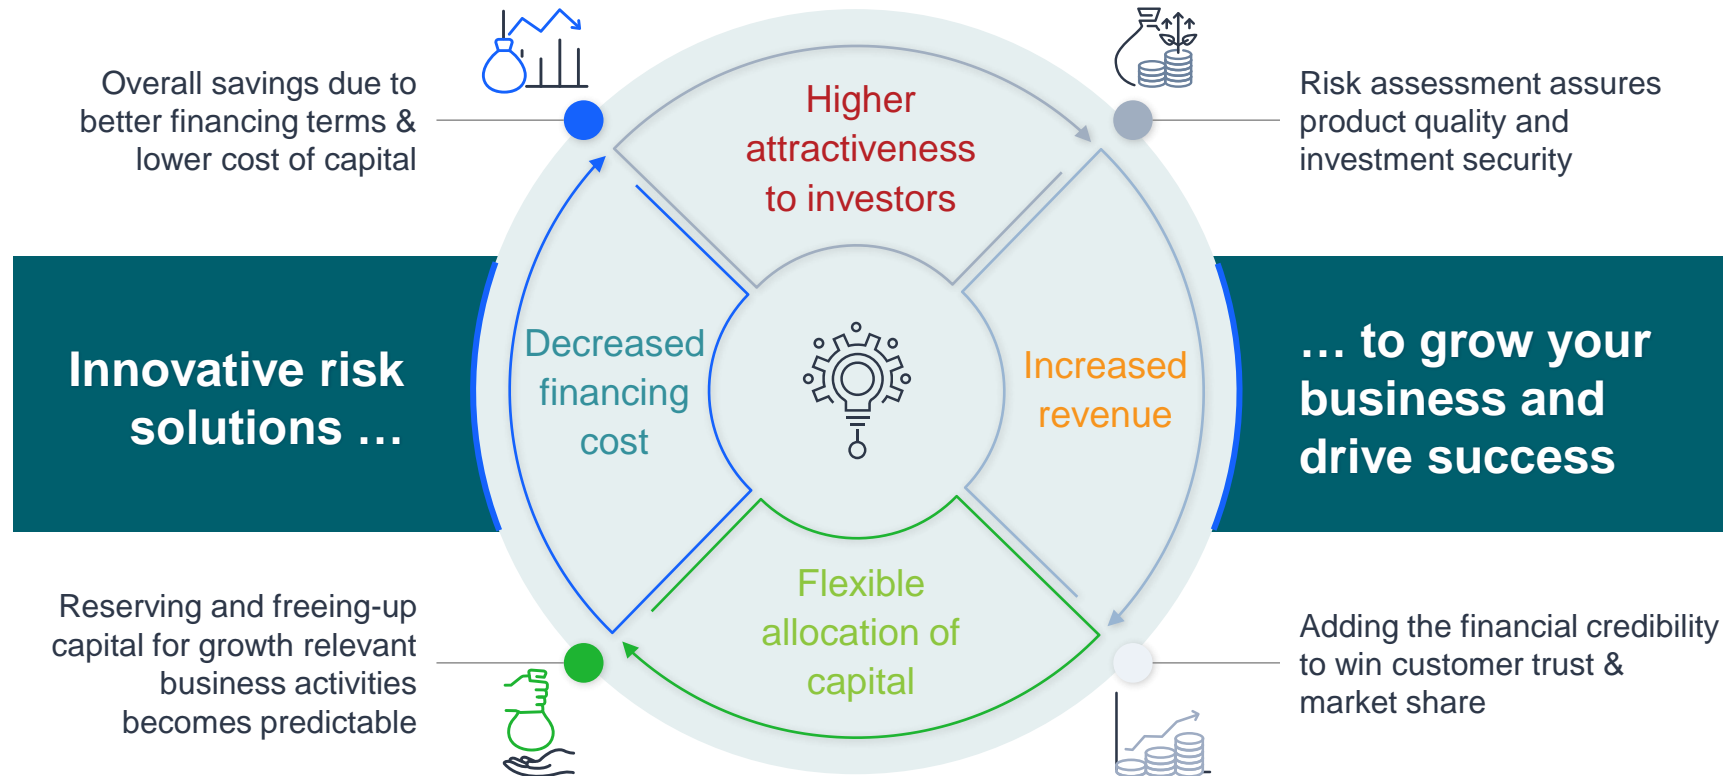 Overall savings due to
better financing terms &
lower cost of capital
Higher
attractiveness
to investors
Risk assessment assures
product quality and
investment security
Innovative risk
solutions …
Decreased
financing
cost
Increased
revenue
… to grow your
business and
drive success
Reserving and freeing-up
capital for growth relevant
business activities
becomes predictable
Flexible
allocation of
capital
Adding the financial credibility
to win customer trust &
market share